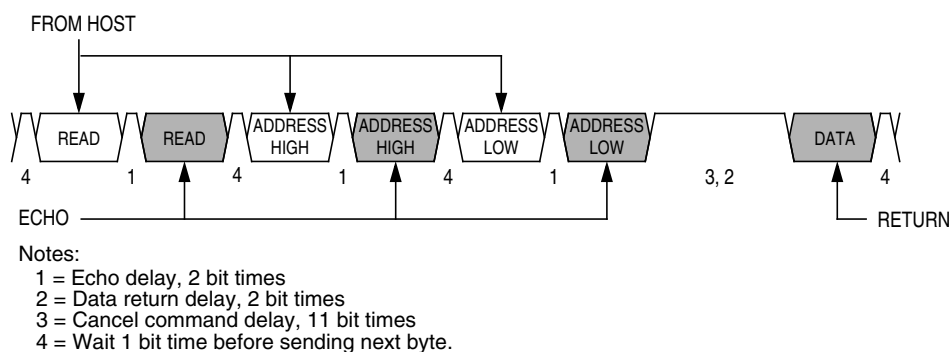 FROM HOST
READ
READ
ADDRESS
HIGH
ADDRESS
HIGH
ADDRESS
LOW
ADDRESS
LOW
DATA
4
1
4
1
4
1
3, 2
4
ECHO
RETURN
Notes:
1 = Echo delay, 2 bit times
2 = Data return delay, 2 bit times
3 = Cancel command delay, 11 bit times
4 = Wait 1 bit time before sending next byte.